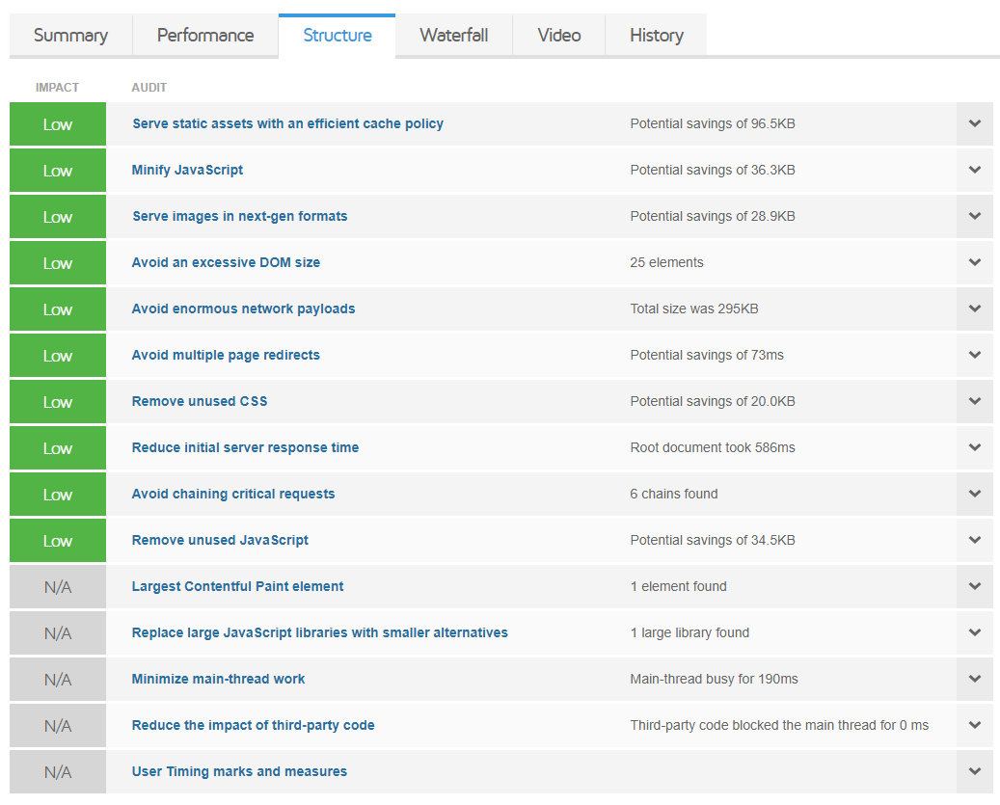 Summary Performance Structure Waterfall Video History
IMPACT AUDIT
Low Serve static assets with an efficient cache policy Potential savings of 96.5KB
Low Minify JavaScript Potential savings of 36.3KB
Low Serve images in next-gen formats Potential savings of 28.9KB
Low Avoid an excessive DOM size 25 elements
Low Avoid enormous network payloads Total size was 295KB
Low Avoid multiple page redirects Potential savings of 73ms
Low Remove unused CSS Potential savings of 20.0KB
Low Reduce initial server response time Root document took 586ms
Low Avoid chaining critical requests 6 chains found
Low Remove unused JavaScript Potential savings of 34.5KB
N/A Largest Contentful Paint element 1 element found
N/A Replace large JavaScript libraries with smaller alternatives 1 large library found
N/A Minimize main-thread work Main-thread busy for 190ms
N/A Reduce the impact of third-party code Third-party code blocked the main thread for 0 ms
N/A User Timing marks and measures